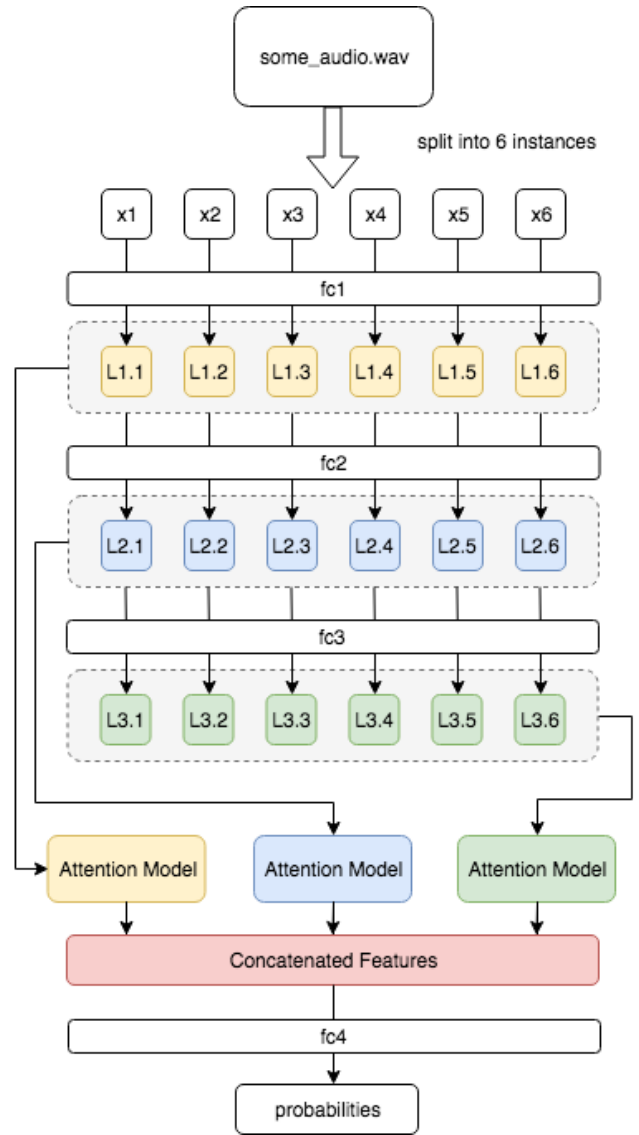 some_audio.wav
split into 6 instances
x1 x2 x3 x4 x5 x6
fc1
L1.1 L1.2 L1.3 L1.4 L1.5 L1.6
fc2
L2.1 L2.2 L2.3 L2.4 L2.5 L2.6
fc3
L3.1 L3.2 L3.3 L3.4 L3.5 L3.6
Attention Model Attention Model Attention Model
Concatenated Features
fc4
probabilities